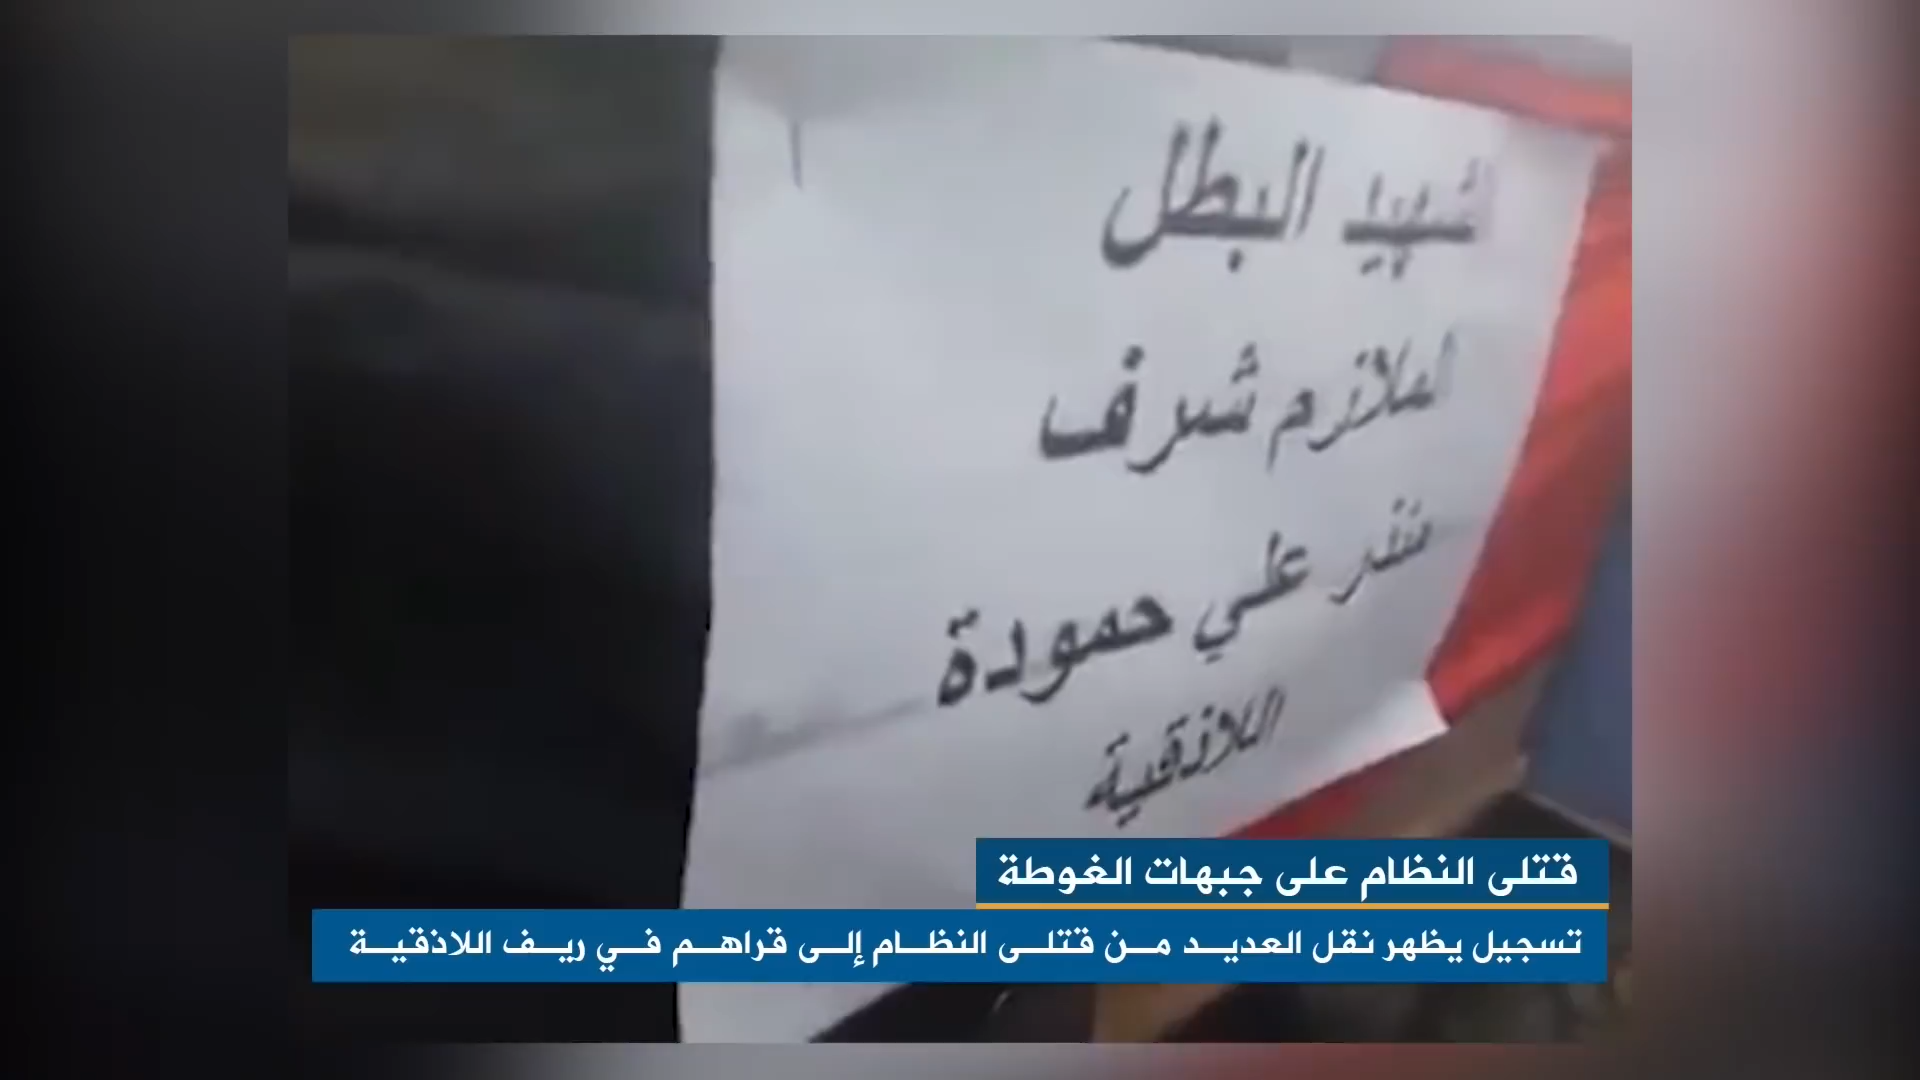 شهيد البطل
الملازم شرف
علي حمودة
اللاذقية
قتلى النظام على جبهات الغوطة
تسجيل يظهر نقل العديد من قتلى النظام إلى قراهم في ريف اللاذقية